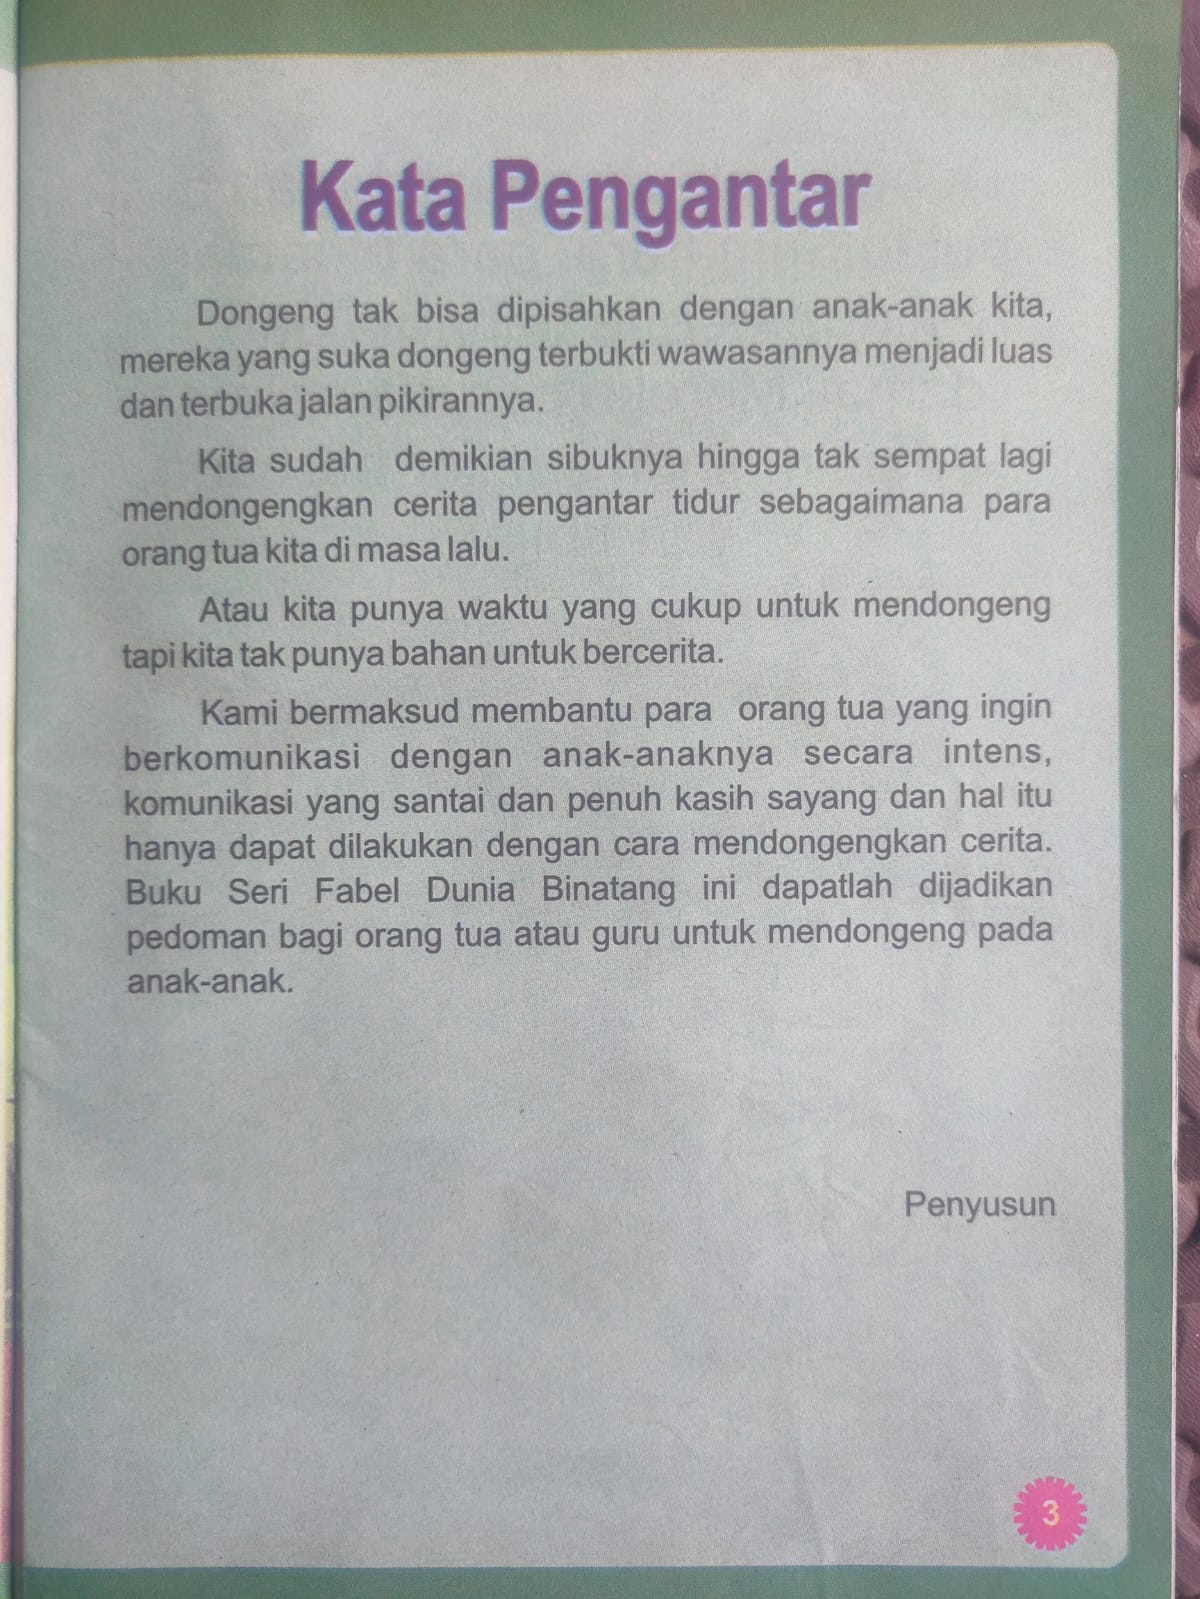 Kata Pengantar
Dongeng tak bisa dipisahkan dengan anak-anak kita,
mereka yang suka dongeng terbukti wawasannya menjadi luas
dan terbuka jalan pikirannya.
Kita sudah demikian sibuknya hingga tak sempat lagi
mendongengkan cerita pengantar tidur sebagaimana para
orang tua kita di masa lalu.
Atau kita punya waktu yang cukup untuk mendongeng
tapi kita tak punya bahan untuk bercerita.
Kami bermaksud membantu para orang tua yang ingin
berkomunikasi dengan anak-anaknya secara intens,
komunikasi yang santai dan penuh kasih sayang dan hal itu
hanya dapat dilakukan dengan cara mendongengkan cerita.
Buku Seri Fabel Dunia Binatang ini dapatlah dijadikan
pedoman bagi orang tua atau guru untuk mendongeng pada
anak-anak.
Penyusun
3